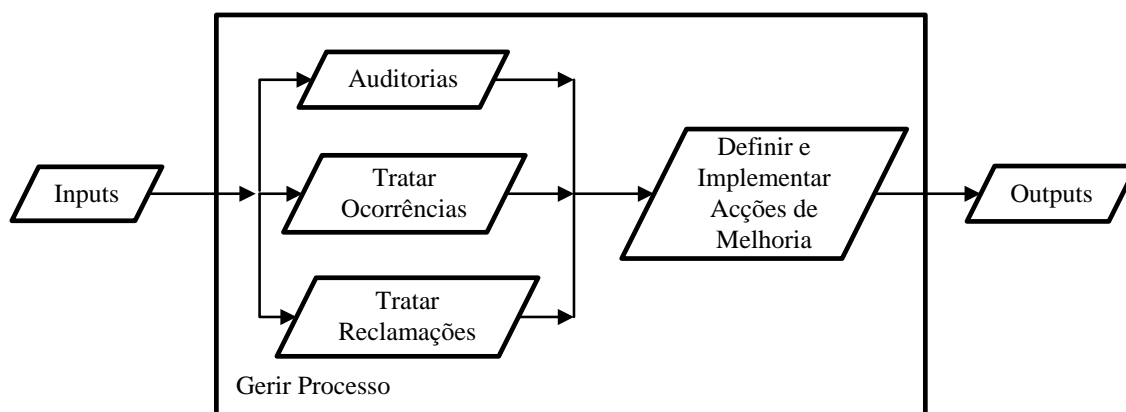 Inputs
Auditorias
Tratar
Ocorrências
Tratar
Reclamações
Definir e
Implementar
Acções de
Melhoria
Outputs
Gerir Processo